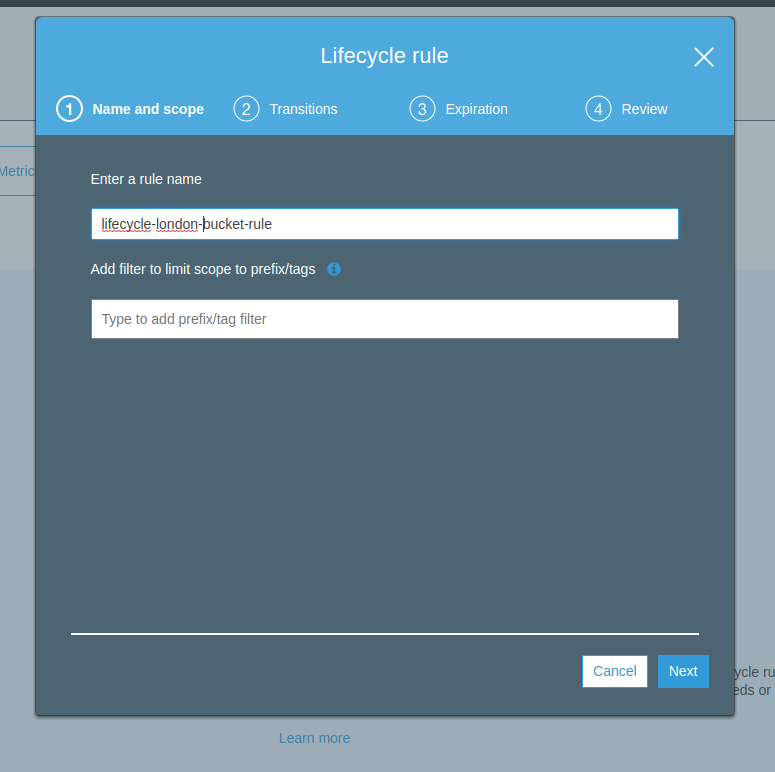 Lifecycle rule
1 Name and scope 2 Transitions 3 Expiration 4 Review
Metric
Enter a rule name
lifecycle-london-bucket-rule
Add filter to limit scope to prefix/tags
Type to add prefix/tag filter
Cancel Next
ycle ru
eds or
Learn more